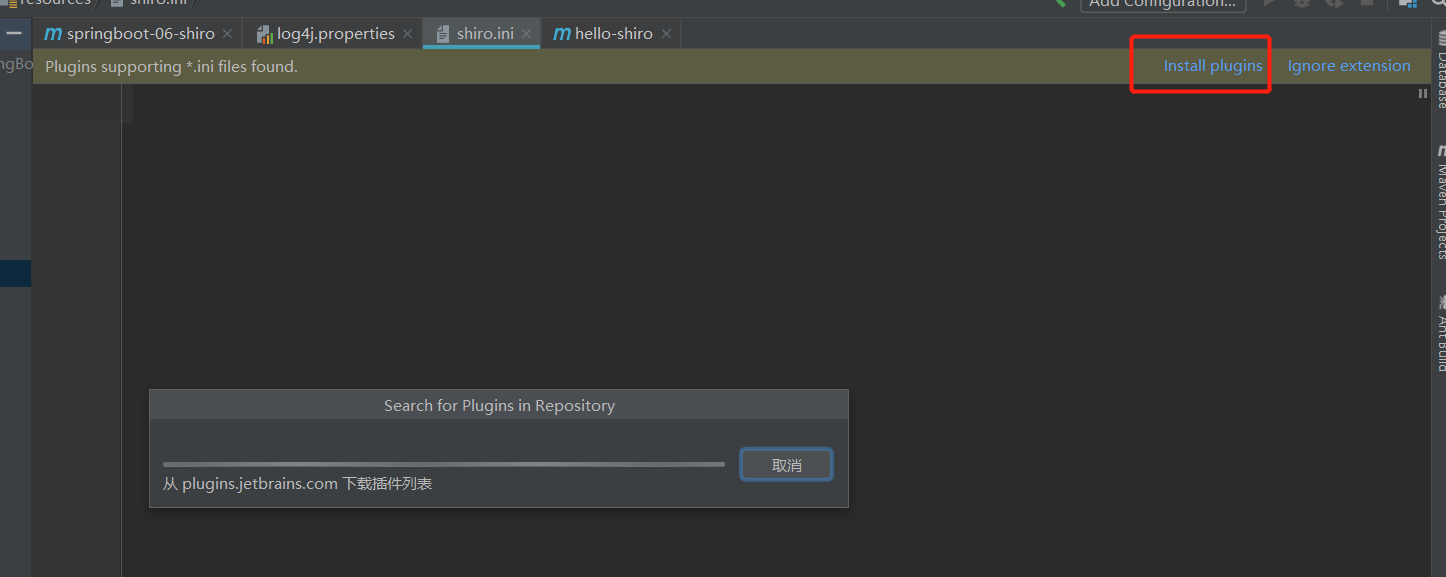 resources shiro.ini Add Configuration...
springboot-06-shiro log4j.properties shiro.ini hello-shiro
Plugins supporting *.ini files found. Install plugins Ignore extension
ngBo
Database
Maven Projects
Ant Build
Search for Plugins in Repository
取消
从 plugins.jetbrains.com 下载插件列表